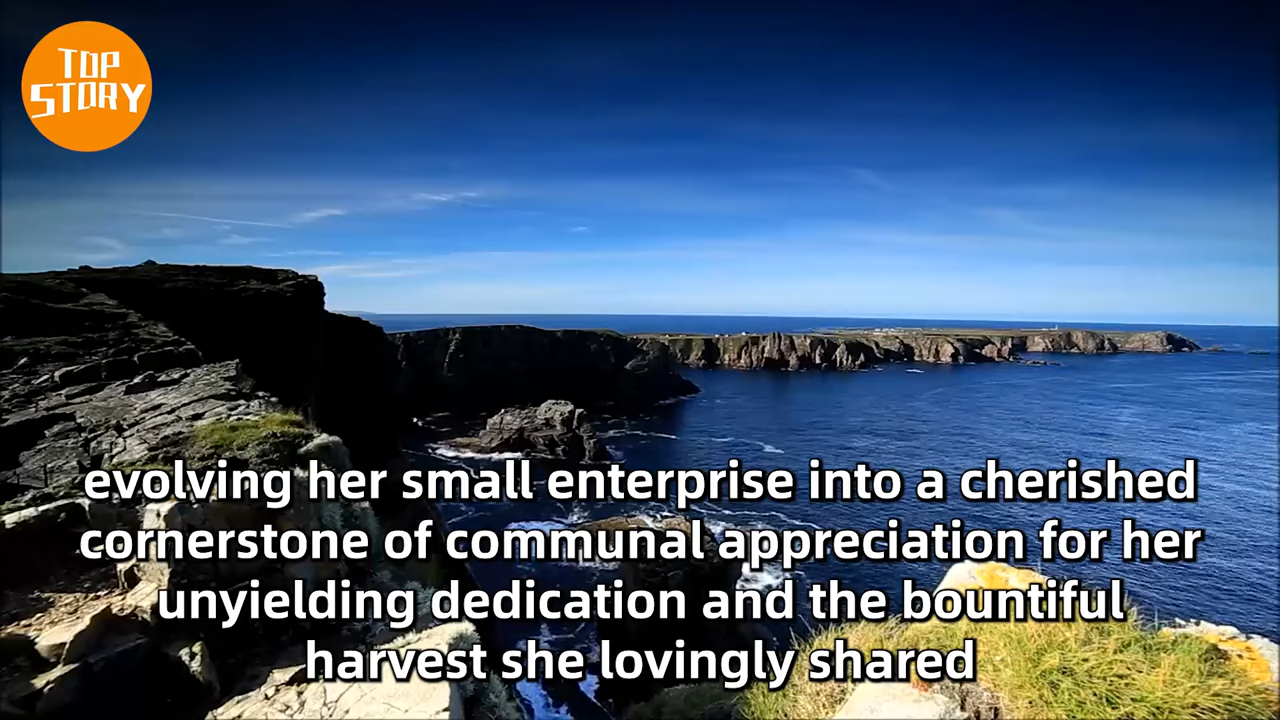 TOP
STORY
evolving her small enterprise into a cherished
cornerstone of communal appreciation for her
unyielding dedication and the bountiful
harvest she lovingly shared